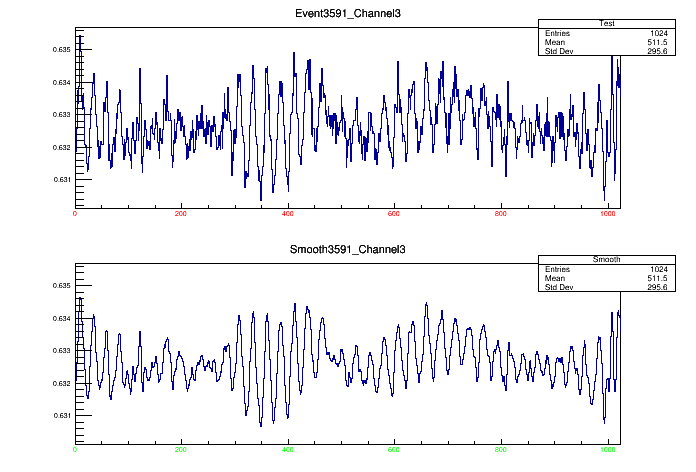 Event3591_Channel3
Test
Entries 1024
Mean 511.5
Std Dev 295.6
0.635
0.634
0.633
0.632
0.631
0 200 400 600 800 1000
Smooth3591_Channel3
Smooth
Entries 1024
Mean 511.5
Std Dev 295.6
0.635
0.634
0.633
0.632
0.631
0 200 400 600 800 1000